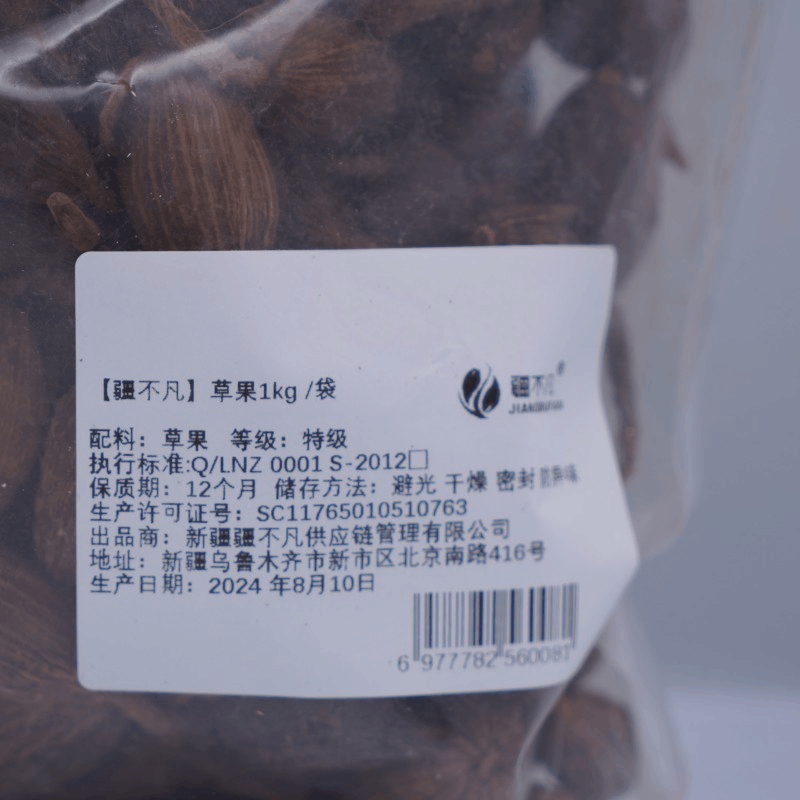 【疆不凡】草果1kg /袋
疆不凡
配料：草果 等级：特级
执行标准:Q/LNZ 0001 S-2012□
保质期：12个月 储存方法：避光 干燥 密封
生产许可证号：SC11765010510763
出品商：新疆疆不凡供应链管理有限公司
地址：新疆乌鲁木齐市新市区北京南路416号
生产日期：2024 年8月10日
6 977782 560081